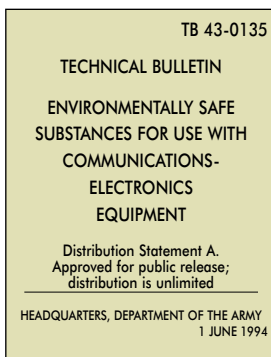 TB 43-0135
TECHNICAL BULLETIN
ENVIRONMENTALLY SAFE
SUBSTANCES FOR USE WITH
COMMUNICATIONS-
ELECTRONICS
EQUIPMENT
Distribution Statement A.
Approved for public release;
distribution is unlimited
HEADQUARTERS, DEPARTMENT OF THE ARMY
1 JUNE 1994